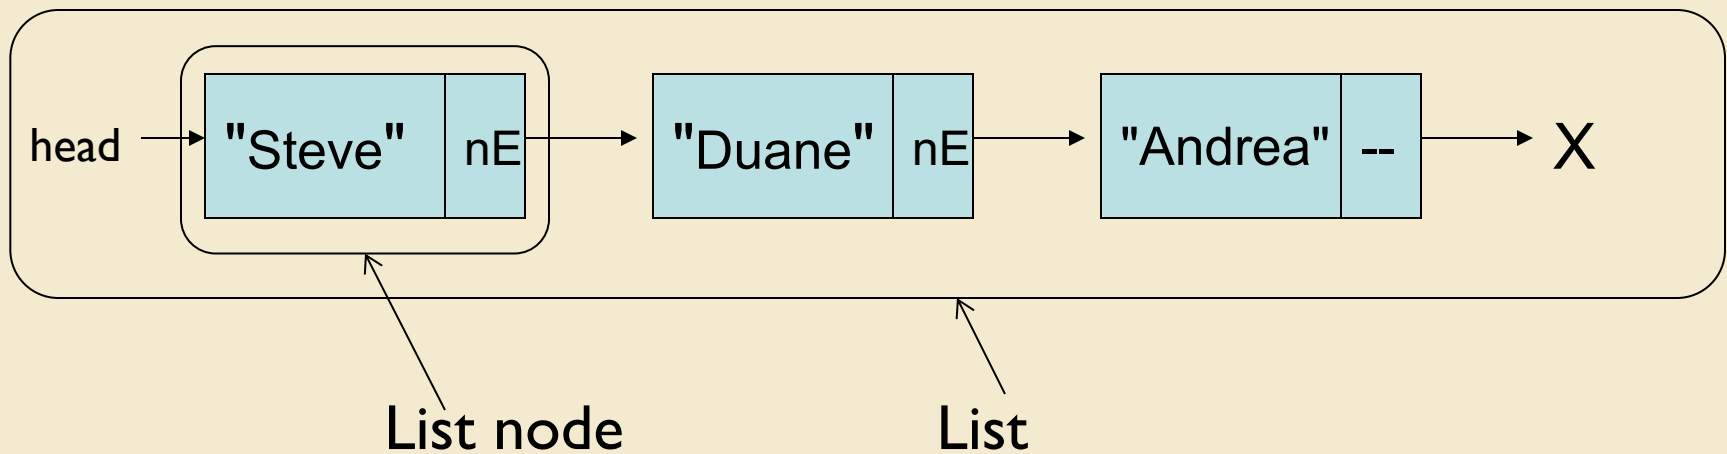 head "Steve" nE "Duane" nE "Andrea" -- X
List node List